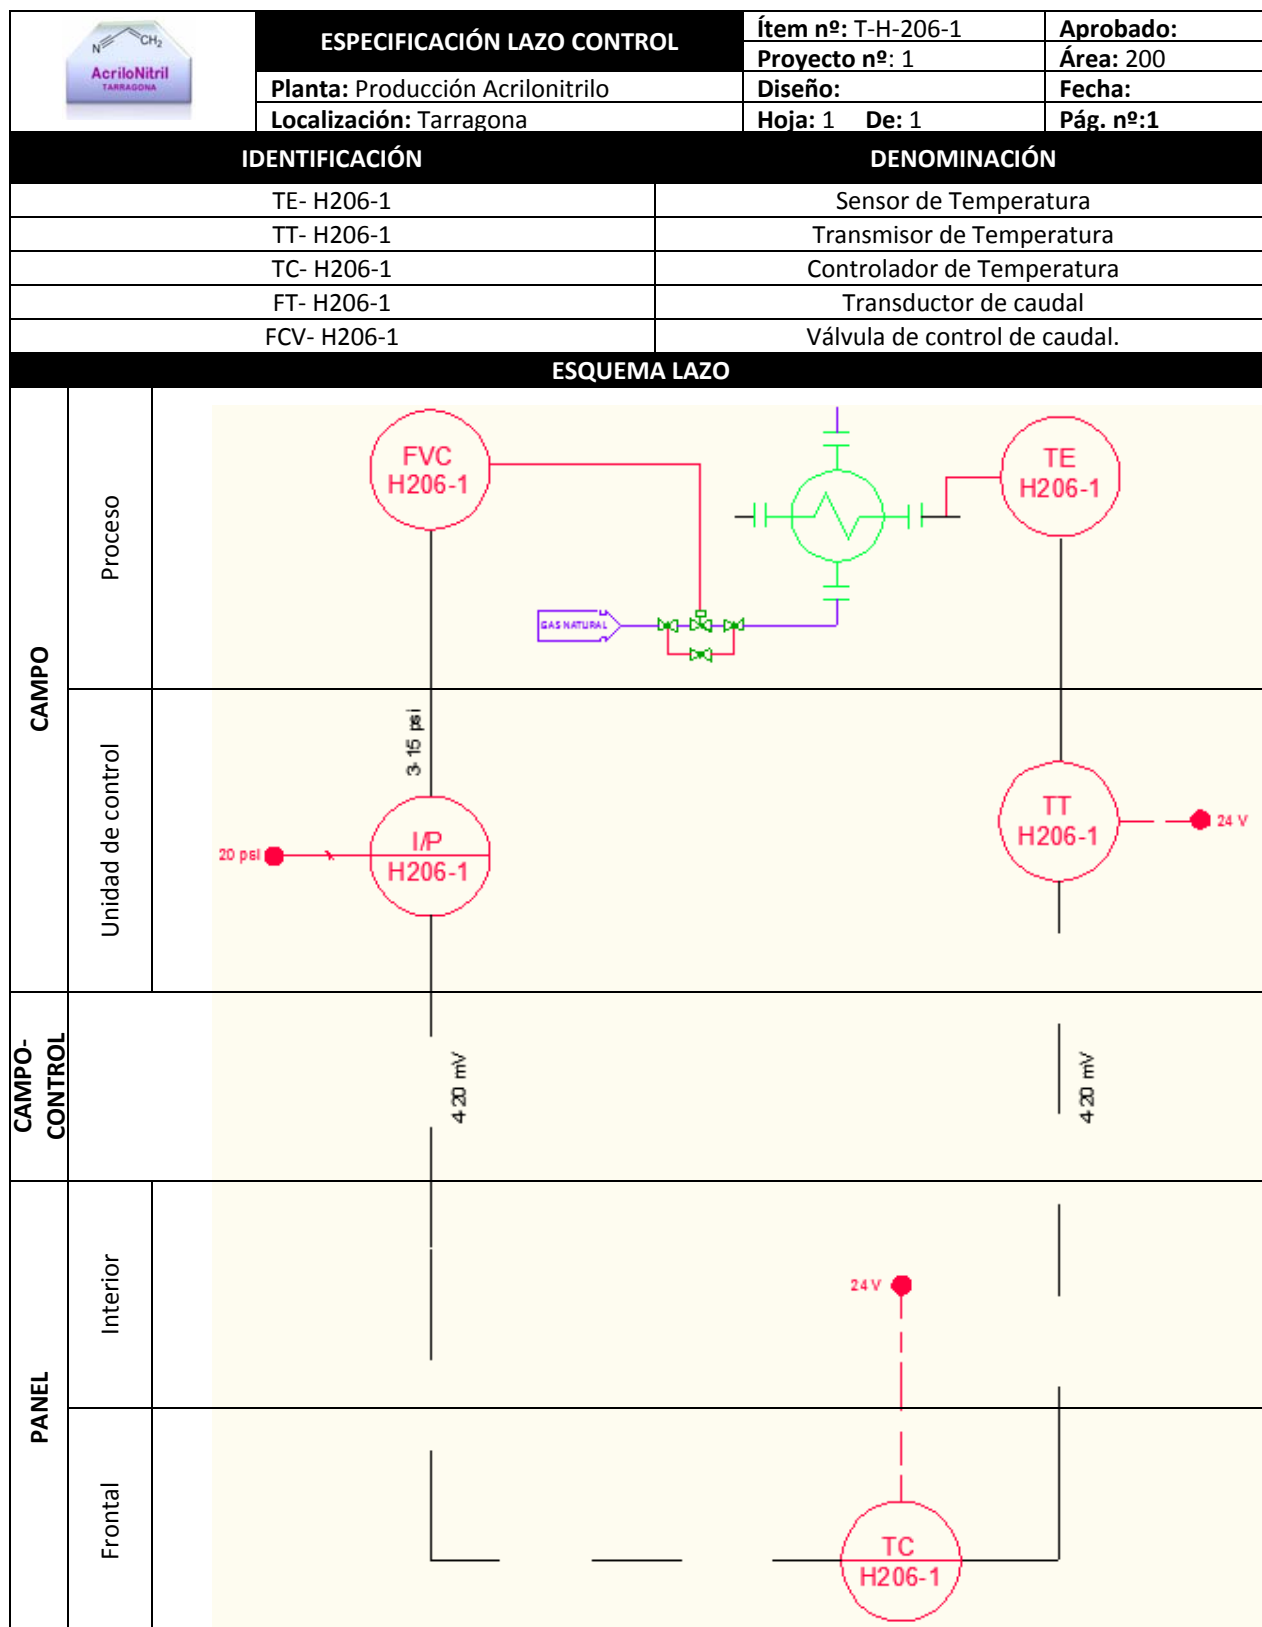 N CH2
AcriloNitril
TARRAGONA
ESPECIFICACIÓN LAZO CONTROL
Ítem nº: T-H-206-1
Aprobado:
Proyecto nº: 1
Área: 200
Planta: Producción Acrilonitrilo
Diseño:
Fecha:
Localización: Tarragona
Hoja: 1 De: 1
Pág. nº:1
IDENTIFICACIÓN
DENOMINACIÓN
TE- H206-1
Sensor de Temperatura
TT- H206-1
Transmisor de Temperatura
TC- H206-1
Controlador de Temperatura
FT- H206-1
Transductor de caudal
FCV- H206-1
Válvula de control de caudal.
ESQUEMA LAZO
CAMPO
Proceso
FVC
H206-1
TE
H206-1
GAS NATURAL
Unidad de control
3-15 psi
20 psi
I/P
H206-1
TT
H206-1
24 V
CAMPO-
CONTROL
4-20 mV
4-20 mV
PANEL
Interior
24 V
Frontal
TC
H206-1